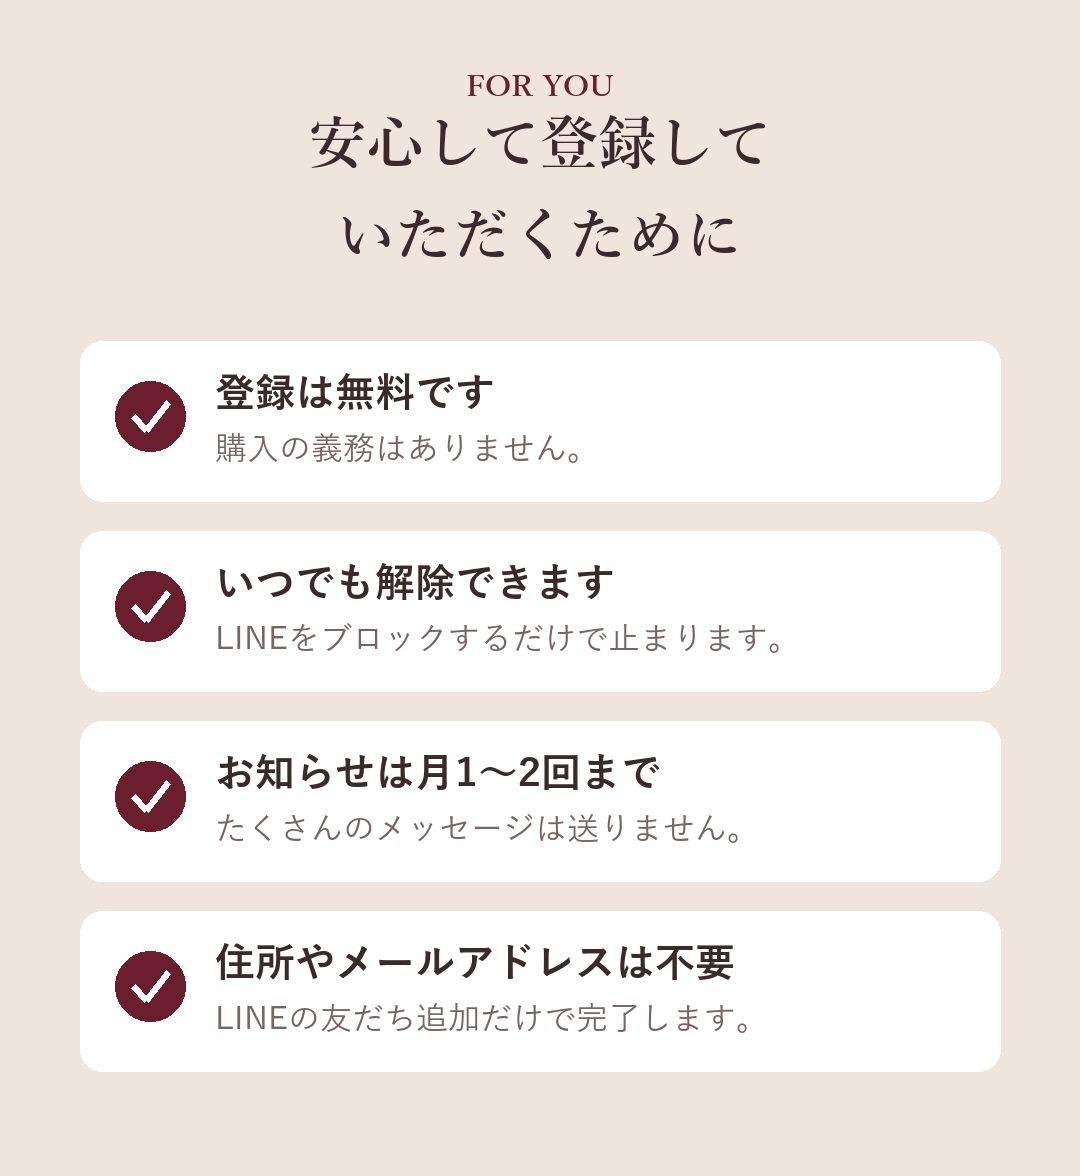 FOR YOU
安心して登録して
いただくために
登録は無料です
購入の義務はありません。
いつでも解除できます
LINEをブロックするだけで止まります。
お知らせは月1〜2回まで
たくさんのメッセージは送りません。
住所やメールアドレスは不要
LINEの友だち追加だけで完了します。